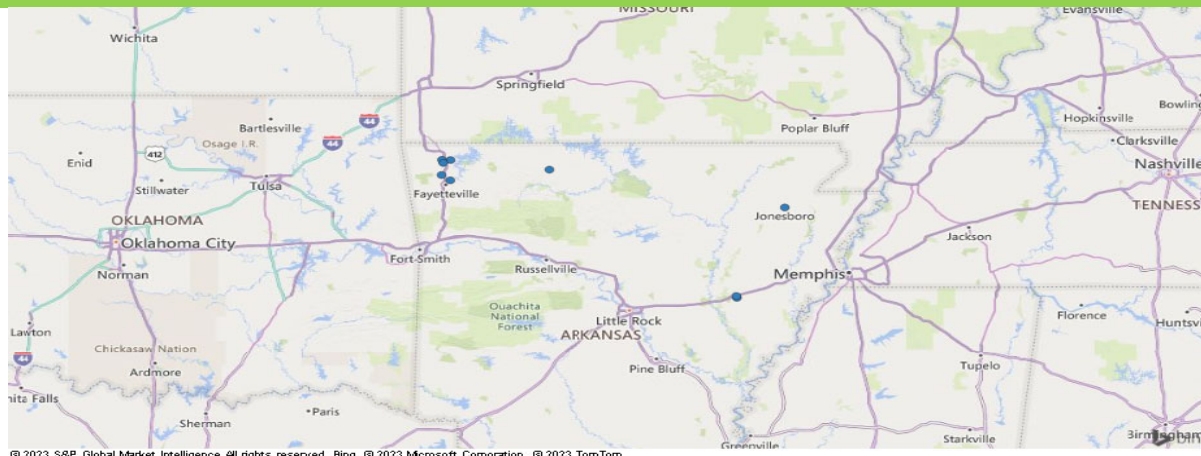 MISSOURI
Evansville
Wichita
Springfield
44
Bartlesville
Poplar Bluff
Hopkinsville
Bowling
Osage I.R.
44
Enid
412
Clarksville
Stillwater
Tulsa
Fayetteville
Nashville
OKLAHOMA
Jonesboro
TENNESS
Oklahoma City
Fort-Smith
Jackson
Norman
Russellville
Memphis
Ouachita
National
Forest
Little Rock
Florence
Huntsvi
Lawton
ARKANSAS
Chickasaw Nation
44
Ardmore
Pine Bluff
Tupelo
hita Falls
Paris
Sherman
Greenville
Starkville
Birmingham
© 2023 S&P Global Market Intelligence. All rights reserved. Bing, © 2023 Microsoft Corporation, © 2023 TomTom